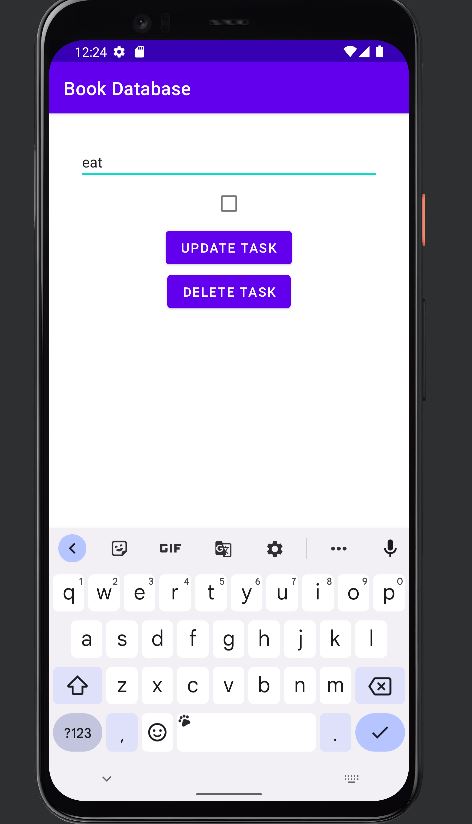 12:24
Book Database
eat
UPDATE TASK
DELETE TASK
GIF
q1 w2 e3 r4 t5 y6 u7 i8 o9 p0
a s d f g h j k l
z x c v b n m
?123 , .